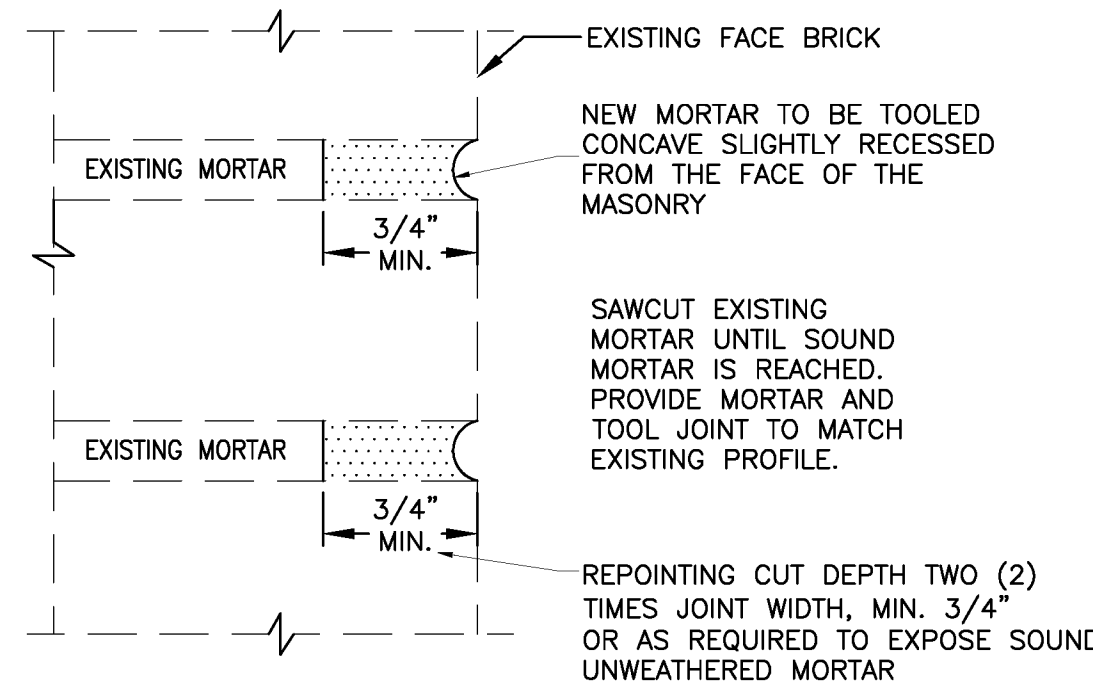 EXISTING FACE BRICK
NEW MORTAR TO BE TOOLED
CONCAVE SLIGHTLY RECESSED
FROM THE FACE OF THE
MASONRY
EXISTING MORTAR
3/4"
MIN.
SAWCUT EXISTING
MORTAR UNTIL SOUND
MORTAR IS REACHED.
PROVIDE MORTAR AND
TOOL JOINT TO MATCH
EXISTING PROFILE.
EXISTING MORTAR
3/4"
MIN.
REPOINTING CUT DEPTH TWO (2)
TIMES JOINT WIDTH, MIN. 3/4"
OR AS REQUIRED TO EXPOSE SOUND
UNWEATHERED MORTAR